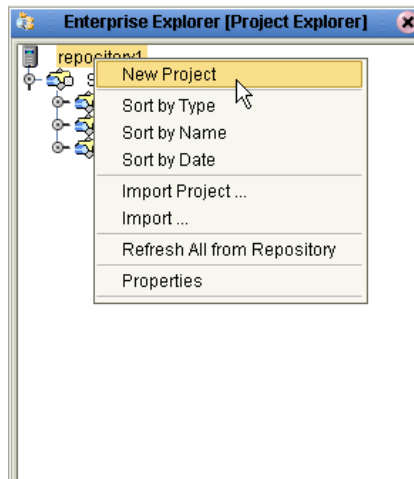 Enterprise Explorer [Project Explorer]
repository1
New Project
S
Sort by Type
Sort by Name
Sort by Date
Import Project ...
Import ...
Refresh All from Repository
Properties